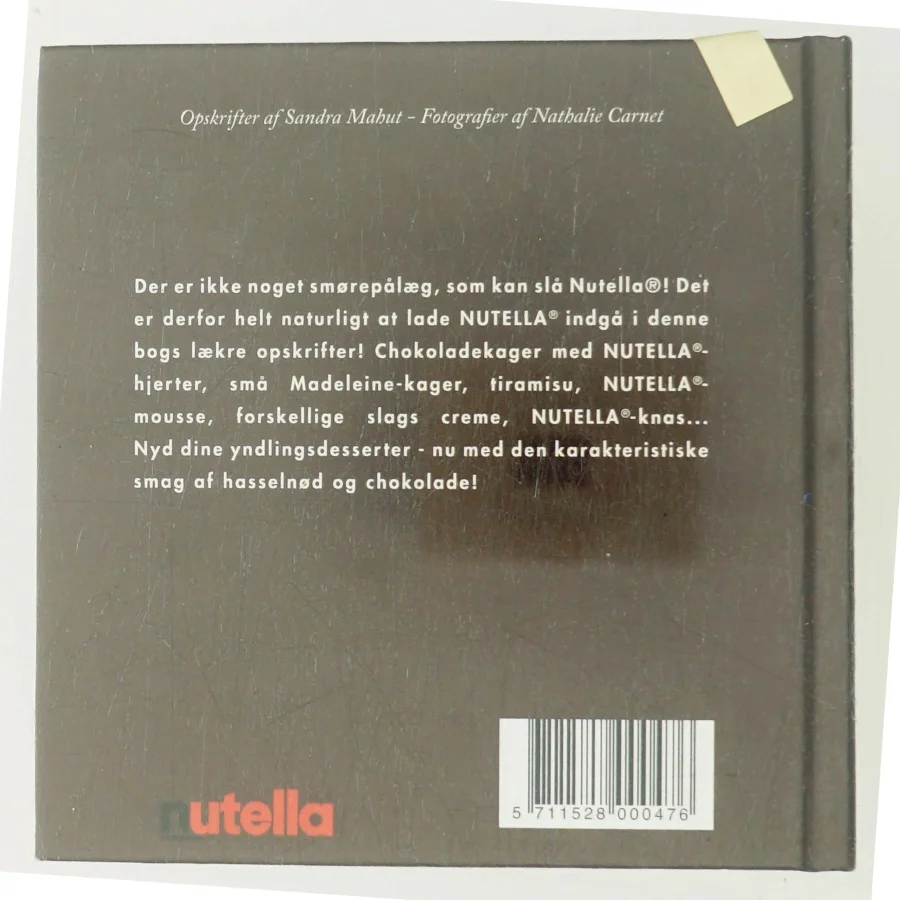 Opskrifter af Sandra Mahut – Fotografier af Nathalie Carnet
Der er ikke noget smørepålæg, som kan slå Nutella®! Det
er derfor helt naturligt at lade NUTELLA® indgå i denne
bogs lækre opskrifter! Chokoladekager med NUTELLA®-
hjerter, små Madeleine-kager, tiramisu, NUTELLA®-
mousse, forskellige slags creme, NUTELLA®-knas...
Nyd dine yndlingsdesserter - nu med den karakteristiske
smag af hasselnød og chokolade!
nutella
5 711528 000476